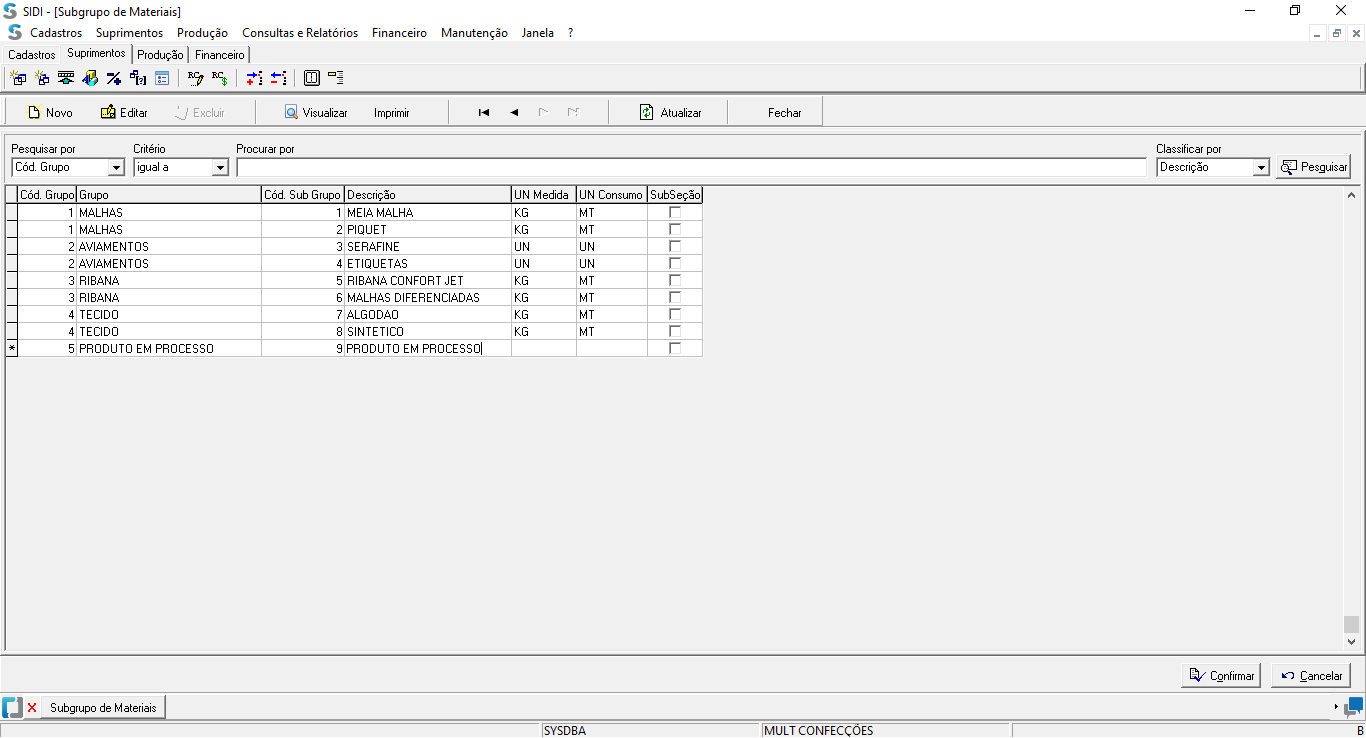 SIDI - [Subgrupo de Materiais]
Cadastros Suprimentos Produção Consultas e Relatórios Financeiro Manutenção Janela ?
Cadastros Suprimentos Produção Financeiro
Novo Editar Excluir Visualizar Imprimir Atualizar Fechar
Pesquisar por Critério Procurar por Classificar por
Cód. Grupo igual a Descrição Pesquisar
Cód. Grupo Grupo Cód. Sub Grupo Descrição UN Medida UN Consumo SubSeção
1 MALHAS 1 MEIA MALHA KG MT
1 MALHAS 2 PIQUET KG MT
2 AVIAMENTOS 3 SERAFINE UN UN
2 AVIAMENTOS 4 ETIQUETAS UN UN
3 RIBANA 5 RIBANA CONFORT JET KG MT
3 RIBANA 6 MALHAS DIFERENCIADAS KG MT
4 TECIDO 7 ALGODAO KG MT
4 TECIDO 8 SINTETICO KG MT
* 5 PRODUTO EM PROCESSO 9 PRODUTO EM PROCESSO
Confirmar Cancelar
Subgrupo de Materiais
SYSDBA MULT CONFECÇÕES B